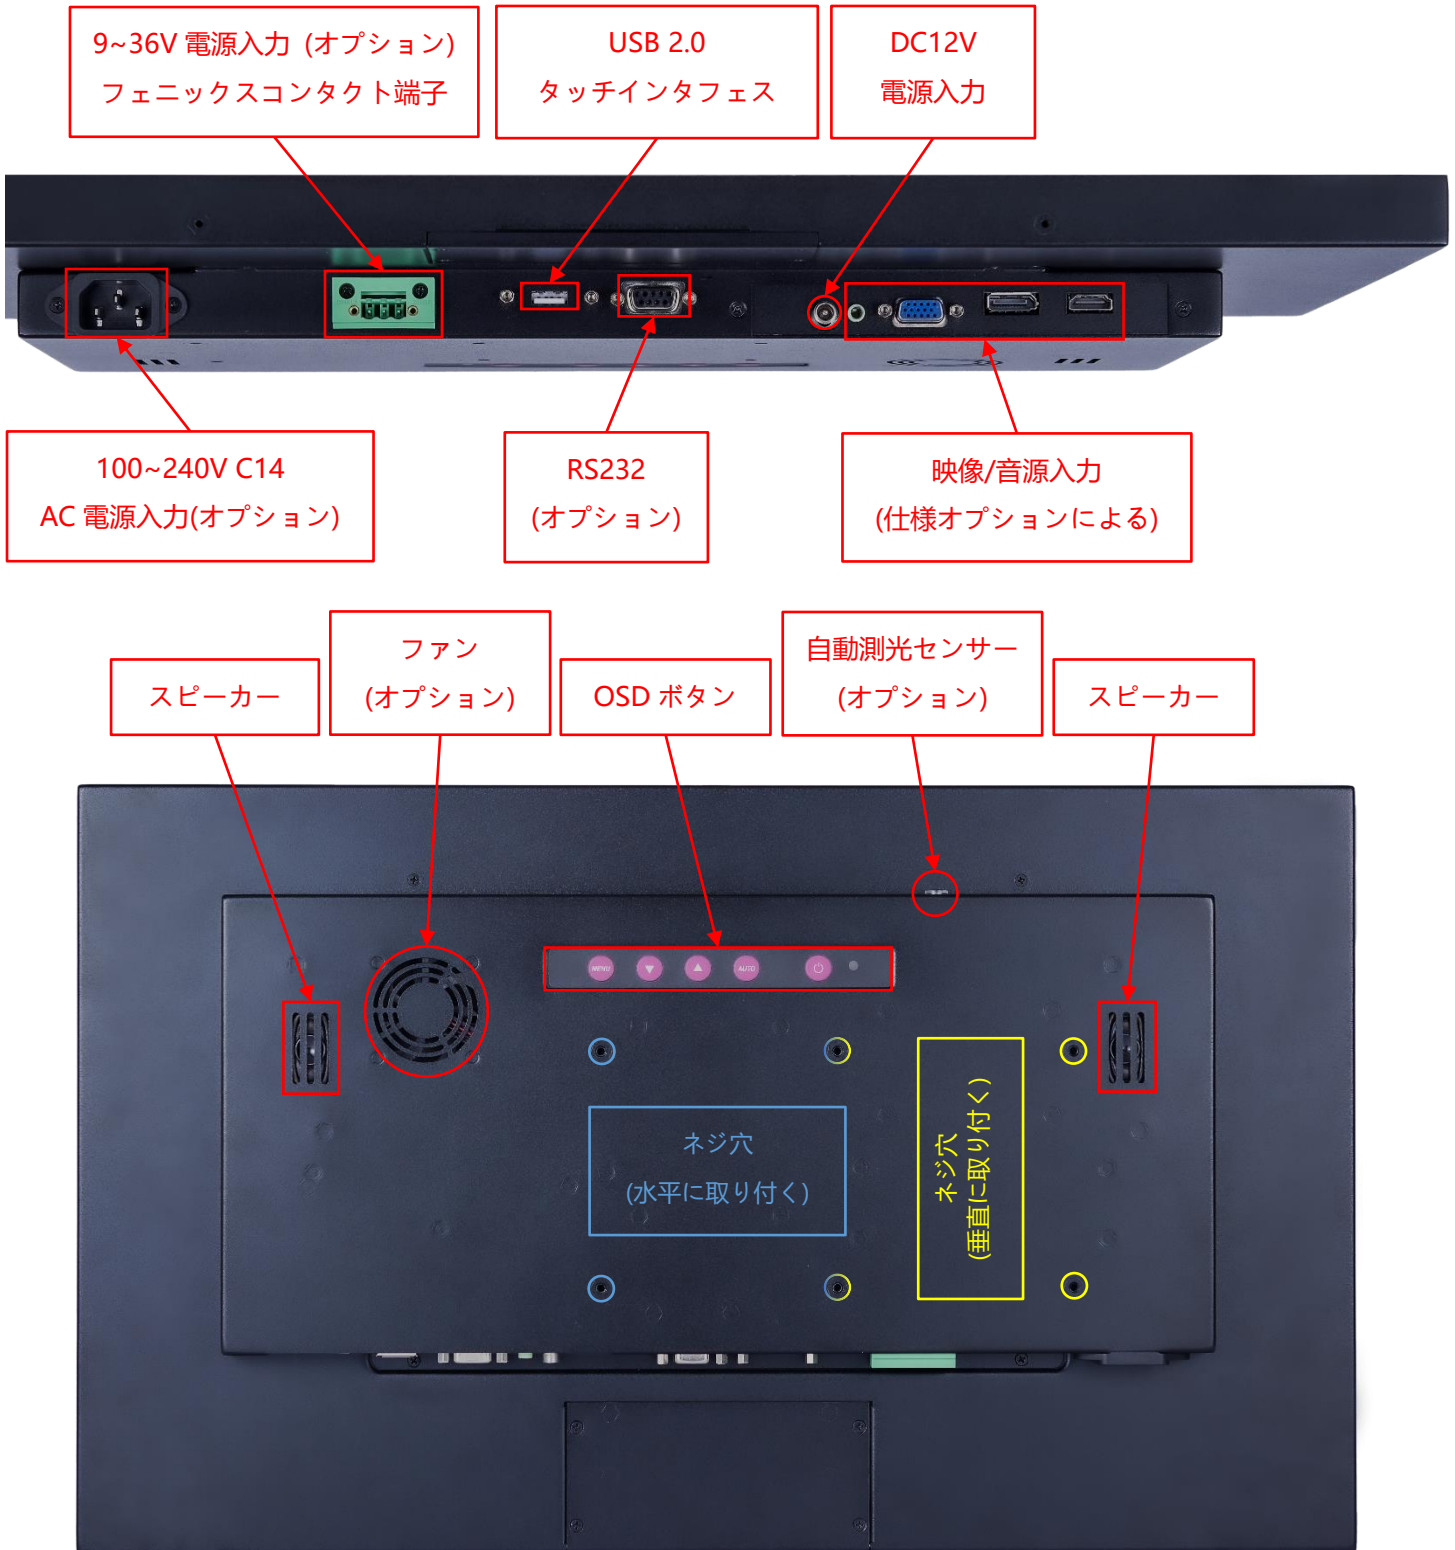 9~36V 電源入力 (オプション)
フェニックスコンタクト端子
USB 2.0
タッチインタフェス
DC12V
電源入力
100~240V C14
AC 電源入力(オプション)
RS232
(オプション)
映像/音源入力
(仕様オプションによる)
スピーカー
ファン
(オプション)
OSD ボタン
自動測光センサー
(オプション)
スピーカー
MENU
AUTO
ネジ穴
(水平に取り付く)
ネジ穴
(垂直に取り付く)